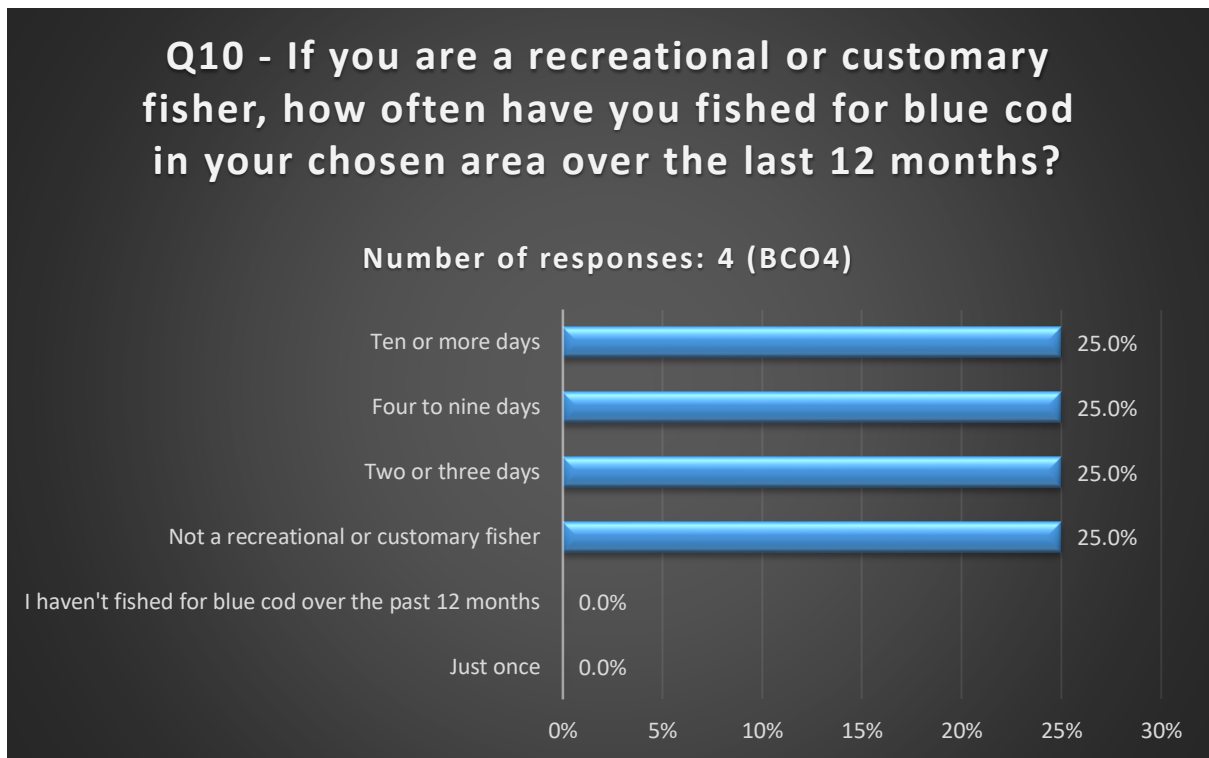 Q10 - If you are a recreational or customary
fisher, how often have you fished for blue cod
in your chosen area over the last 12 months?
Number of responses: 4 (BCO4)
Ten or more days 25.0%
Four to nine days 25.0%
Two or three days 25.0%
Not a recreational or customary fisher 25.0%
I haven't fished for blue cod over the past 12 months 0.0%
Just once 0.0%
0% 5% 10% 15% 20% 25% 30%